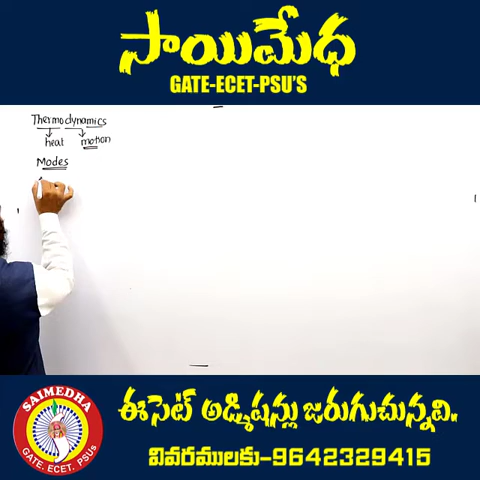 సాయిమేధ
GATE-ECET-PSU'S
Thermodynamics
heat motion
Modes
SAIMEDHA
GATE. ECET. PSUs
ఈసెట్ అడ్మిషన్లు జరుగుచున్నవి.
వివరములకు-9642329415